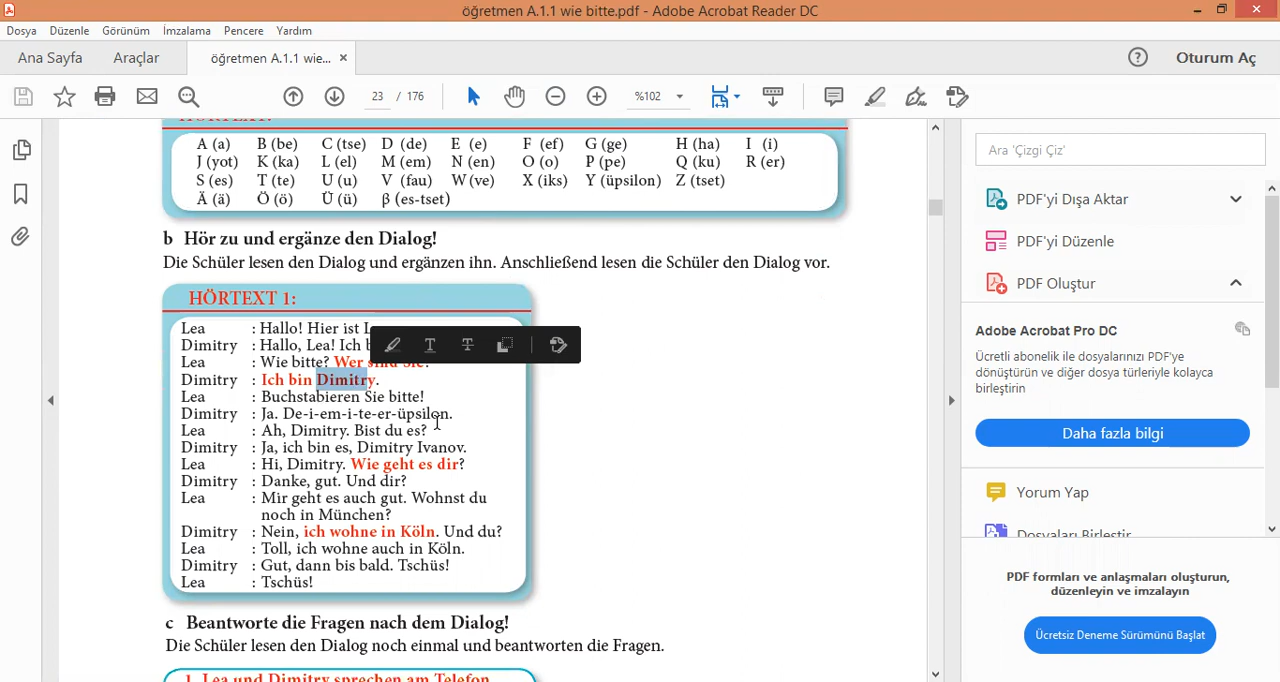 öğretmen A.1.1 wie bitte.pdf - Adobe Acrobat Reader DC
Dosya Düzenle Görünüm İmzalama Pencere Yardım
Ana Sayfa Araçlar öğretmen A.1.1 wie... × Oturum Aç
23 / 176 %102
A (a) B (be) C (tse) D (de) E (e) F (ef) G (ge) H (ha) I (i)
J (yot) K (ka) L (el) M (em) N (en) O (o) P (pe) Q (ku) R (er)
S (es) T (te) U (u) V (fau) W (ve) X (iks) Y (üpsilon) Z (tset)
Ä (ä) Ö (ö) Ü (ü) β (es-tset)
b Hör zu und ergänze den Dialog!
Die Schüler lesen den Dialog und ergänzen ihn. Anschließend lesen die Schüler den Dialog vor.
HÖRTEXT 1:
Lea : Hallo! Hier ist
Dimitry : Hallo, Lea! Ich
Lea : Wie bitte? Wer sind Sie?
Dimitry : Ich bin Dimitry.
Lea : Buchstabieren Sie bitte!
Dimitry : Ja. De-i-em-i-te-er-üpsilon.
Lea : Ah, Dimitry. Bist du es?
Dimitry : Ja, ich bin es, Dimitry Ivanov.
Lea : Hi, Dimitry. Wie geht es dir?
Dimitry : Danke, gut. Und dir?
Lea : Mir geht es auch gut. Wohnst du
noch in München?
Dimitry : Nein, ich wohne in Köln. Und du?
Lea : Toll, ich wohne auch in Köln.
Dimitry : Gut, dann bis bald. Tschüs!
Lea : Tschüs!
c Beantworte die Fragen nach dem Dialog!
Die Schüler lesen den Dialog noch einmal und beantworten die Fragen.
1. Lea und Dimitry sprechen am Telefon
Ara 'Çizgi Çiz'
PDF'yi Dışa Aktar
PDF'yi Düzenle
PDF Oluştur
Adobe Acrobat Pro DC
Ücretli abonelik ile dosyalarınızı PDF'ye
dönüştürün ve diğer dosya türleriyle kolayca
birleştirin
Daha fazla bilgi
Yorum Yap
Dosyaları Birleştir
PDF formları ve anlaşmaları oluşturun,
düzenleyin ve imzalayın
Ücretsiz Deneme Sürümünü Başlat